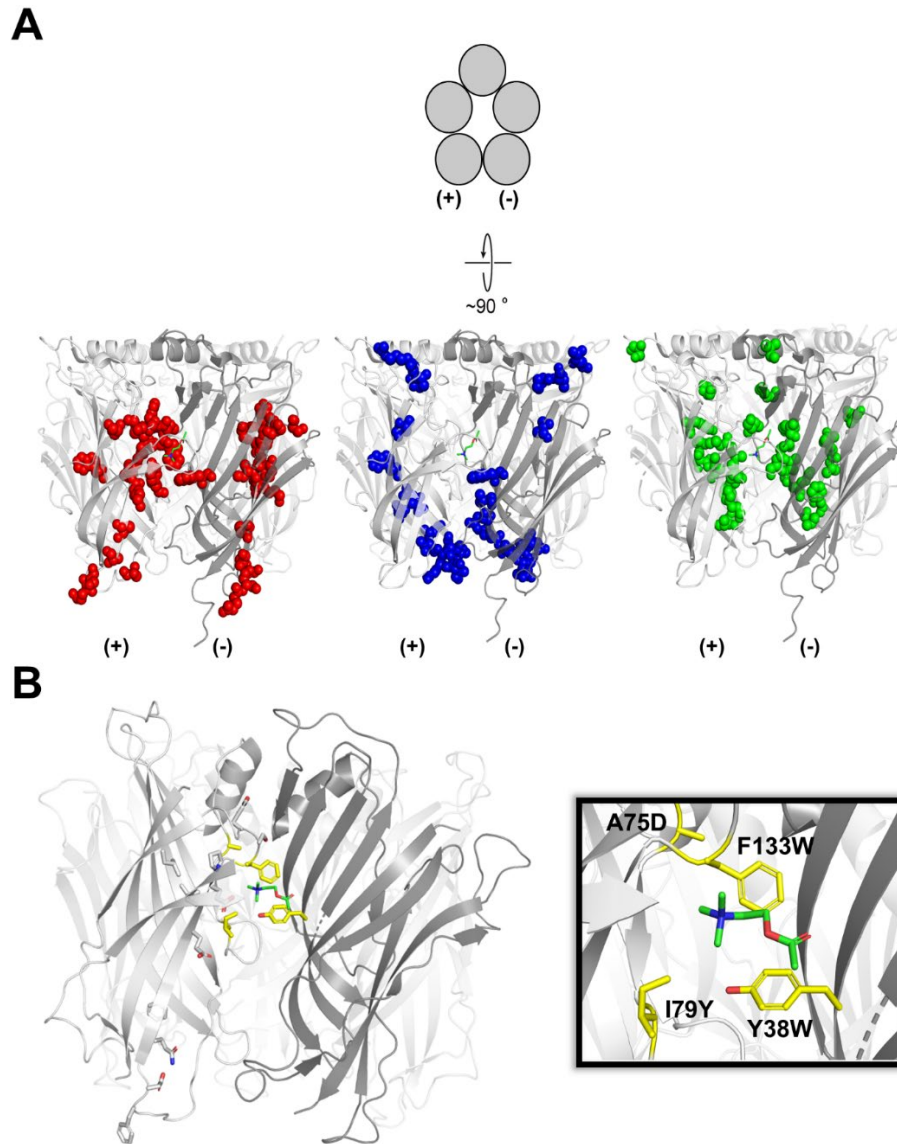 A
(+) (-)
~90 °
(+) (-) (+) (-) (+) (-)
B
A75D
F133W
I79Y
Y38W